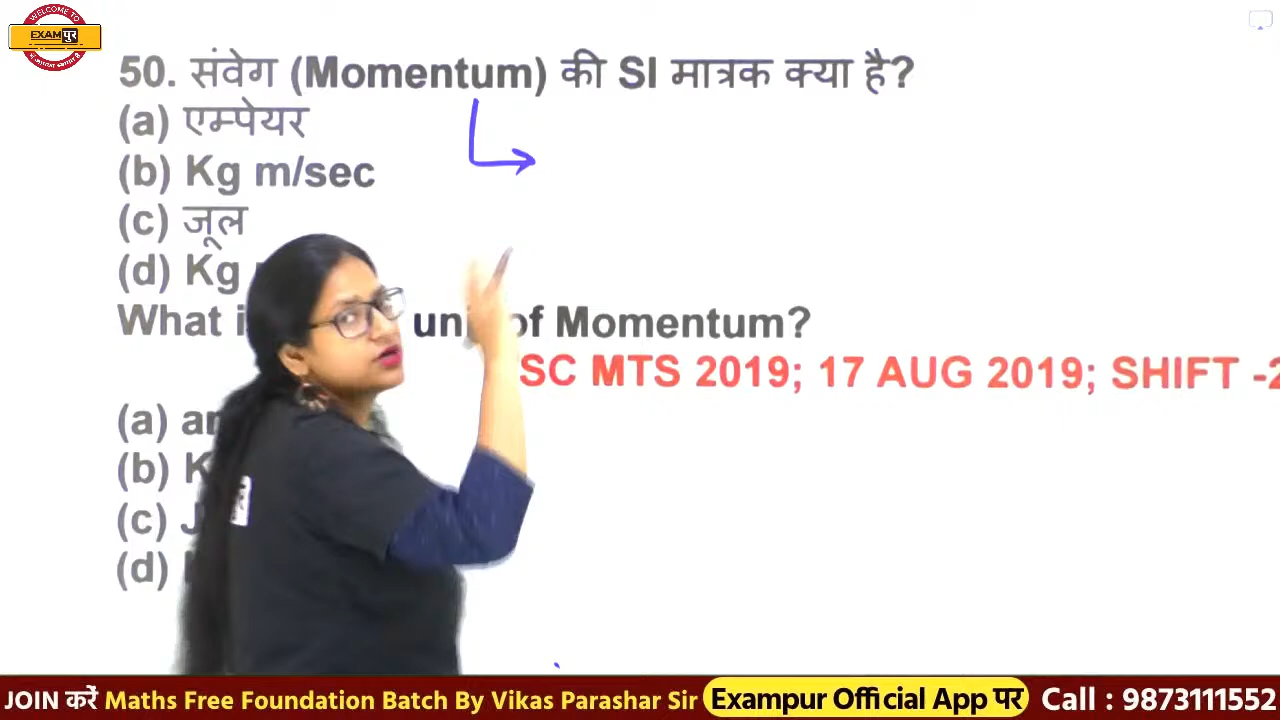 WELCOME TO
EXAMपुर
50. संवेग (Momentum) की SI मात्रक क्या है?
(a) एम्पेयर
(b) Kg m/sec
(c) जूल
(d) Kg
What of Momentum?
SC MTS 2019; 17 AUG 2019; SHIFT -2
(a)
(b) K
(c) J
(d)
JOIN करें Maths Free Foundation Batch By Vikas Parashar Sir Exampur Official App पर Call : 9873111552